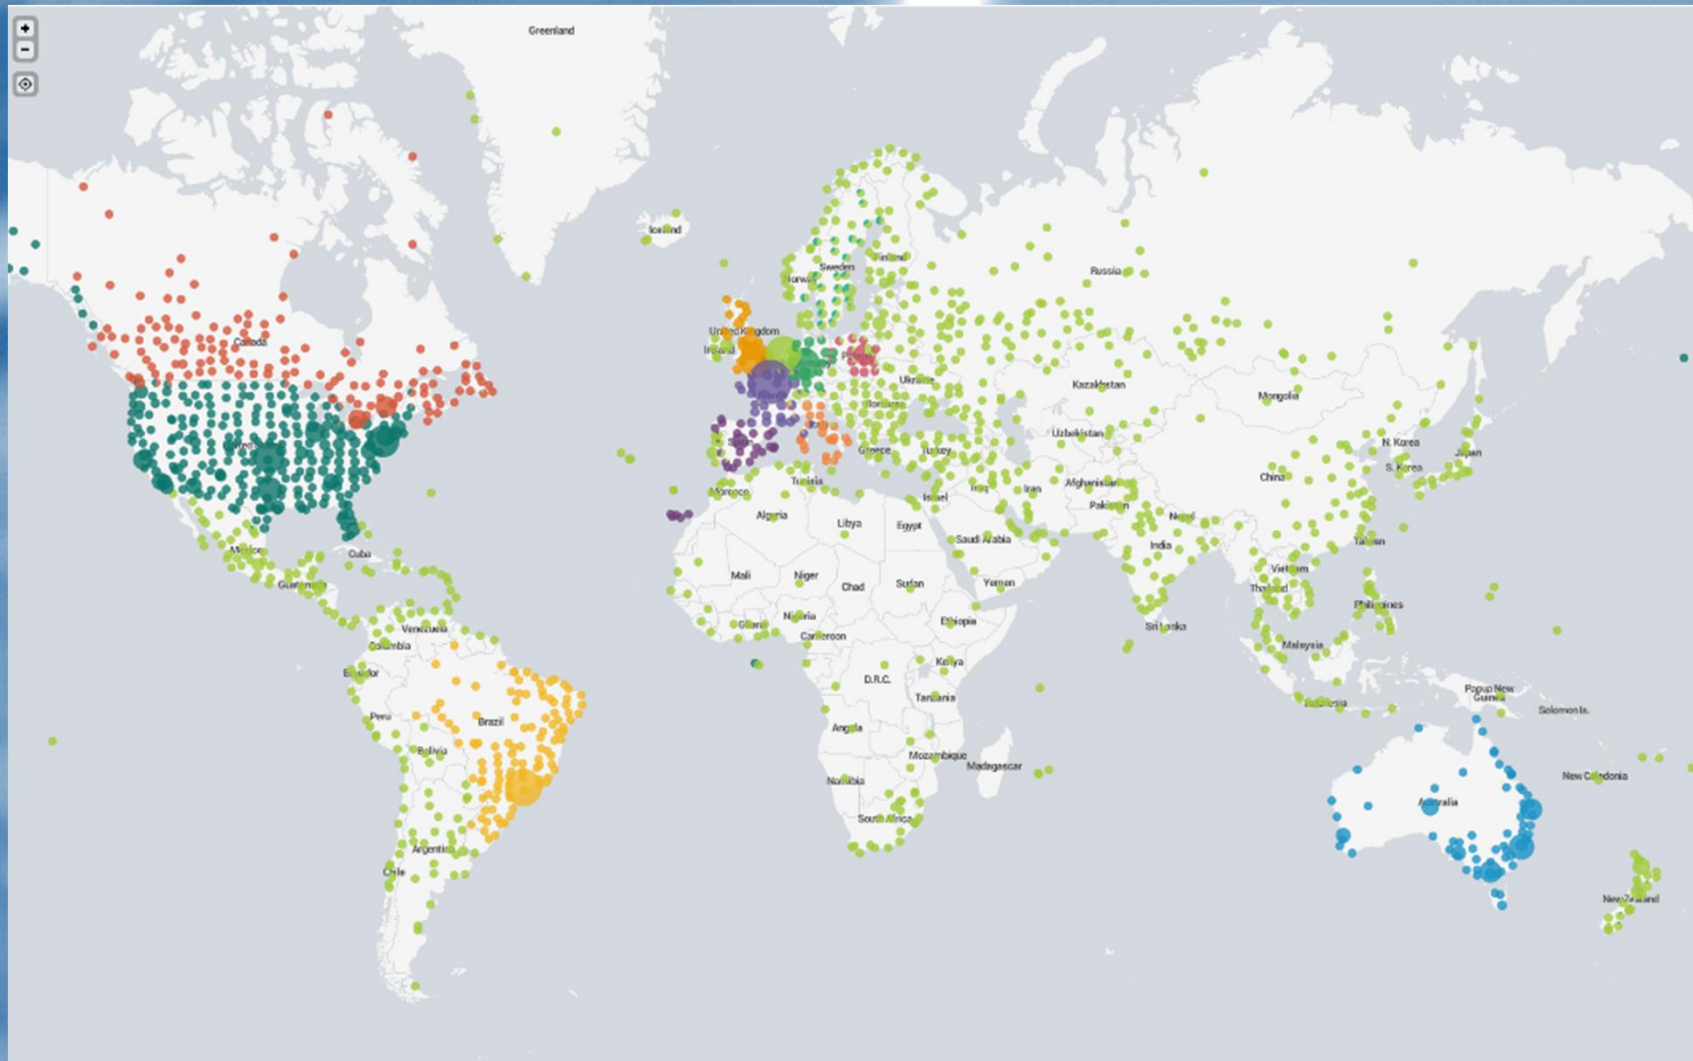 Greenland
Iceland
Sweden
Finland
Norway
Russia
United Kingdom
Ireland
Canada
Ukraine
Kazakhstan
Mongolia
Uzbekistan
N. Korea
S. Korea
Japan
Spain
Greece
Turkey
China
Tunisia
Morocco
Israel
Iraq
Iran
Afghanistan
Pakistan
Nepal
Algeria
Libya
Egypt
Saudi Arabia
India
Taiwan
Mexico
Cuba
Guatemala
Mali
Niger
Chad
Sudan
Yemen
Vietnam
Thailand
Philippines
Venezuela
Columbia
Ghana
Nigeria
Cameroon
Ethiopia
Sri Lanka
Malaysia
Ecuador
D.R.C.
Kenya
Tanzania
Indonesia
Papua New
Guinea
Solomon Is.
Peru
Brazil
Bolivia
Angola
Mozambique
Madagascar
Namibia
New Caledonia
Australia
South Africa
Argentina
Chile
New Zealand